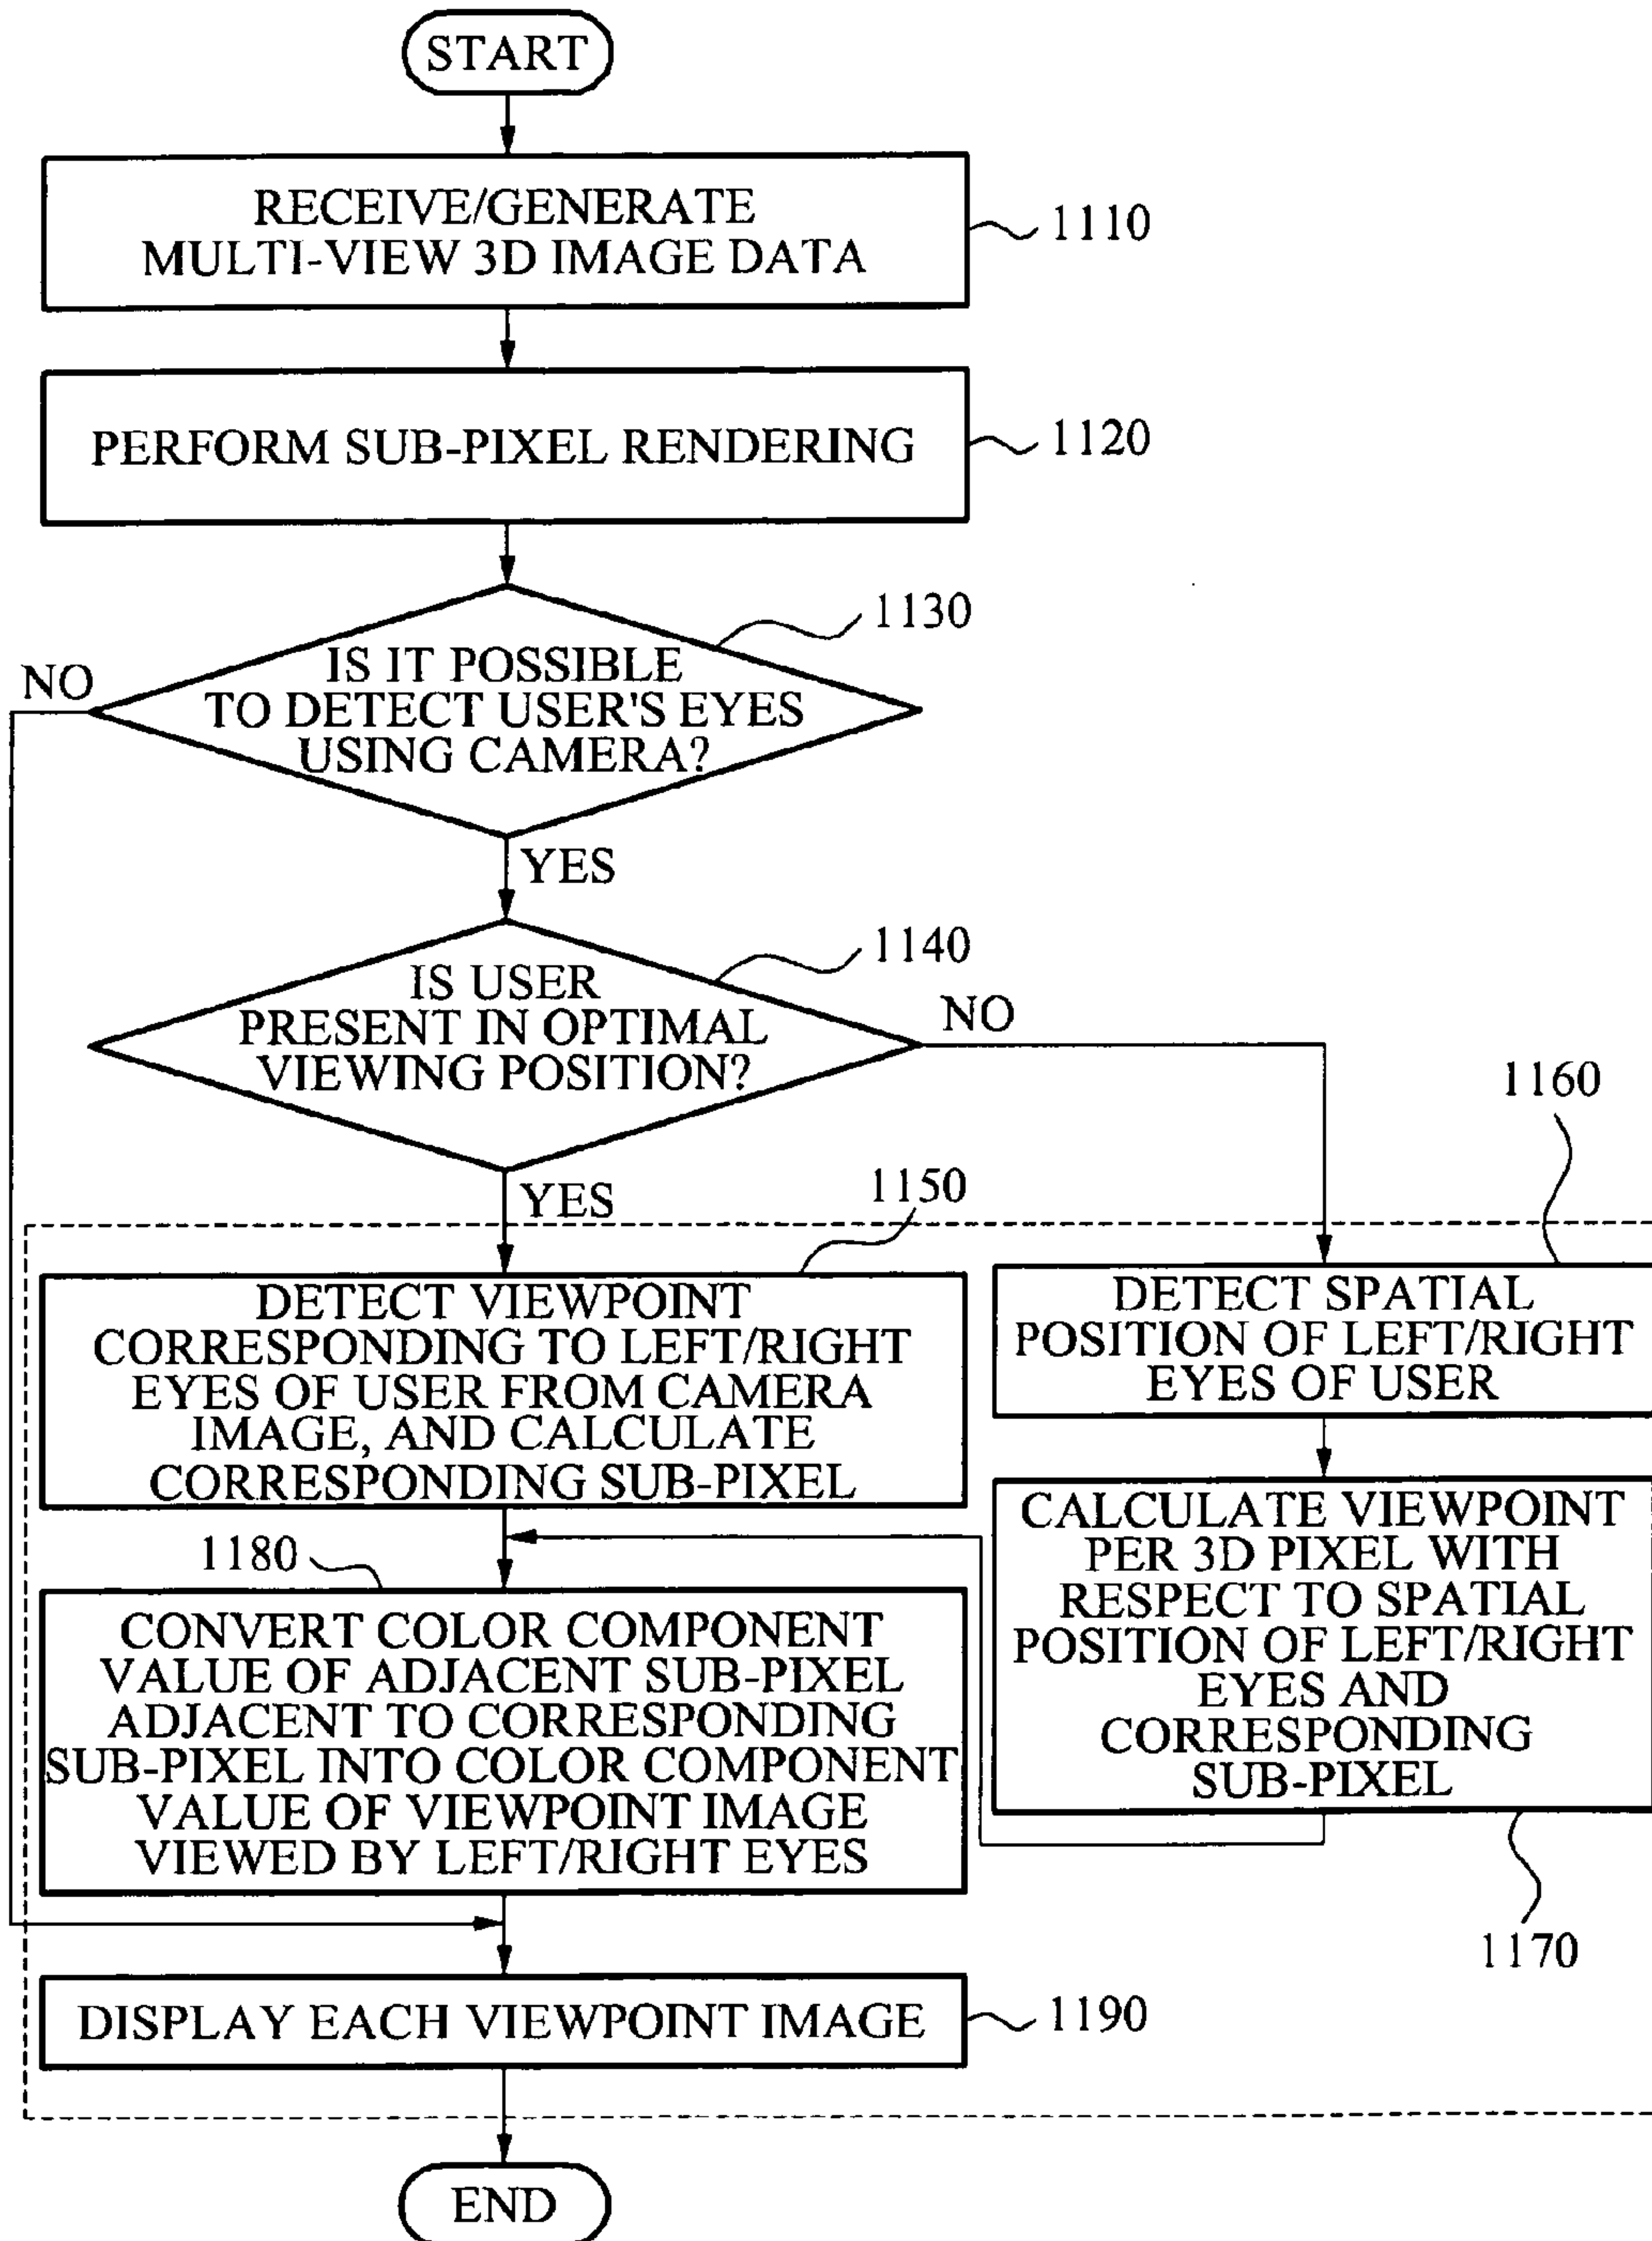 START
RECEIVE/GENERATE
MULTI-VIEW 3D IMAGE DATA
1110
PERFORM SUB-PIXEL RENDERING
1120
1130
IS IT POSSIBLE
TO DETECT USER'S EYES
USING CAMERA?
NO
YES
1140
IS USER
PRESENT IN OPTIMAL
VIEWING POSITION?
NO
YES
1150
DETECT VIEWPOINT
CORRESPONDING TO LEFT/RIGHT
EYES OF USER FROM CAMERA
IMAGE, AND CALCULATE
CORRESPONDING SUB-PIXEL
1160
DETECT SPATIAL
POSITION OF LEFT/RIGHT
EYES OF USER
CALCULATE VIEWPOINT
PER 3D PIXEL WITH
RESPECT TO SPATIAL
POSITION OF LEFT/RIGHT
EYES AND
CORRESPONDING
SUB-PIXEL
1170
1180
CONVERT COLOR COMPONENT
VALUE OF ADJACENT SUB-PIXEL
ADJACENT TO CORRESPONDING
SUB-PIXEL INTO COLOR COMPONENT
VALUE OF VIEWPOINT IMAGE
VIEWED BY LEFT/RIGHT EYES
DISPLAY EACH VIEWPOINT IMAGE
1190
END